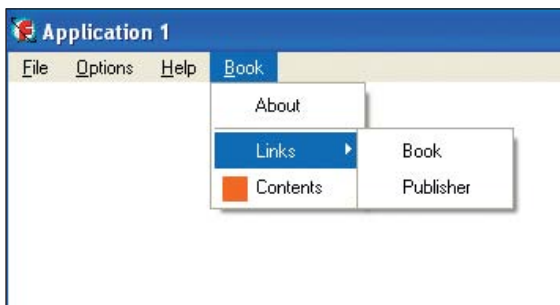 Application 1
File Options Help Book
About
Links
Book
Contents
Publisher